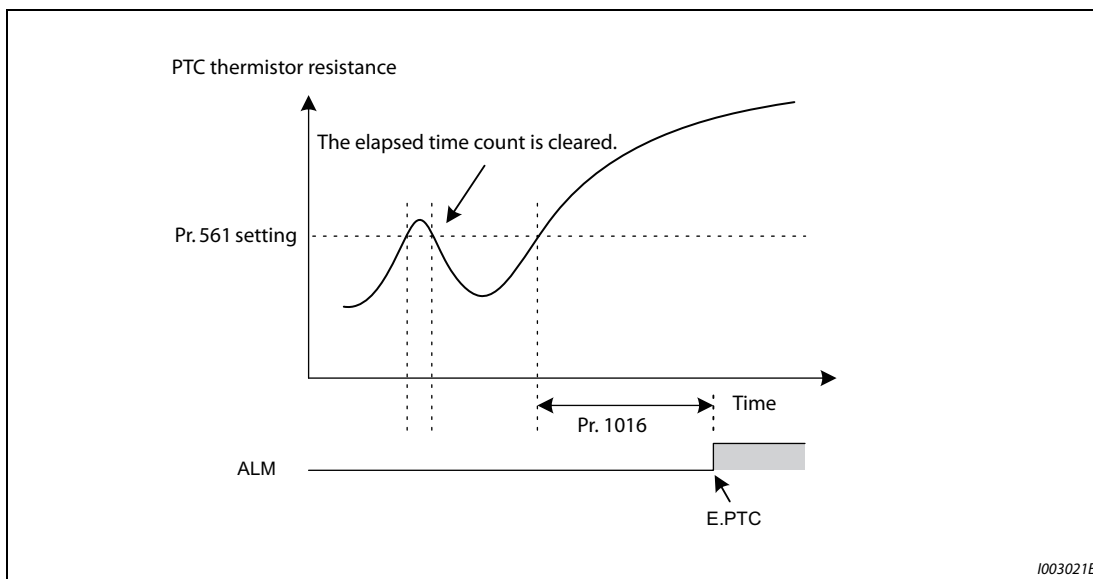 PTC thermistor resistance
The elapsed time count is cleared.
Pr. 561 setting
Time
Pr. 1016
ALM
E.PTC
I003021E